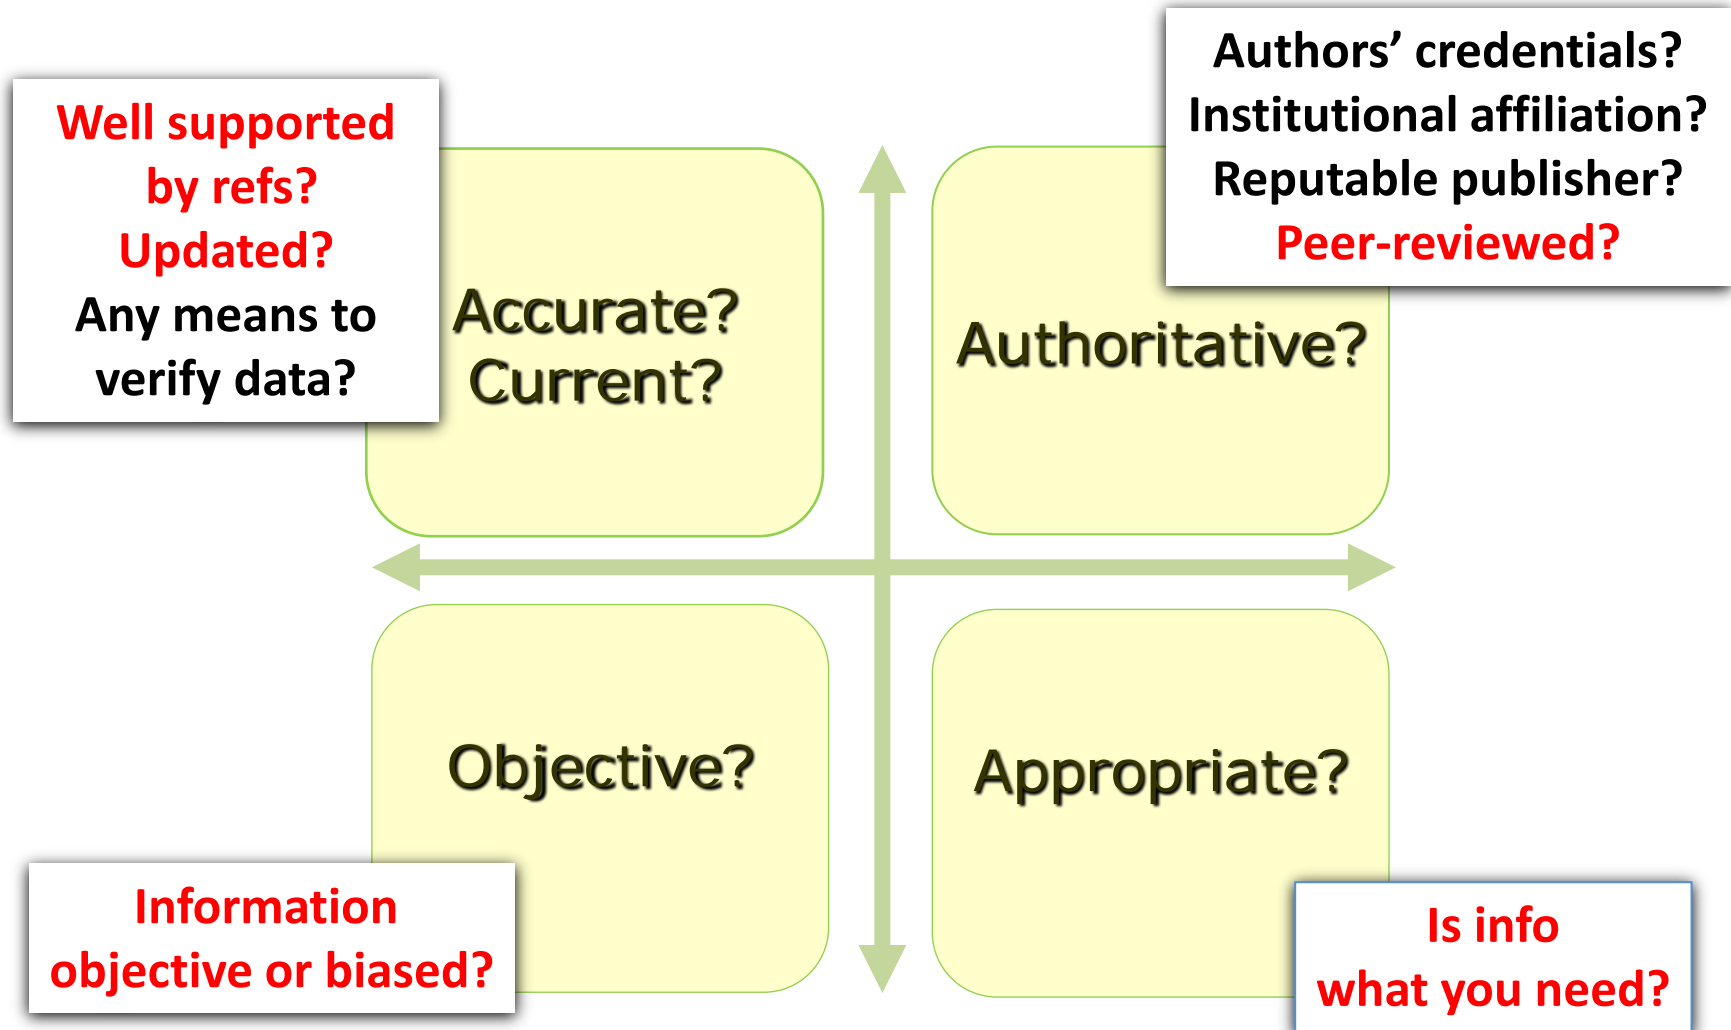 Well supported
by refs?
Updated?
Any means to
verify data?
Accurate?
Current?
Authors’ credentials?
Institutional affiliation?
Reputable publisher?
Peer-reviewed?
Authoritative?
Objective?
Information
objective or biased?
Appropriate?
Is info
what you need?